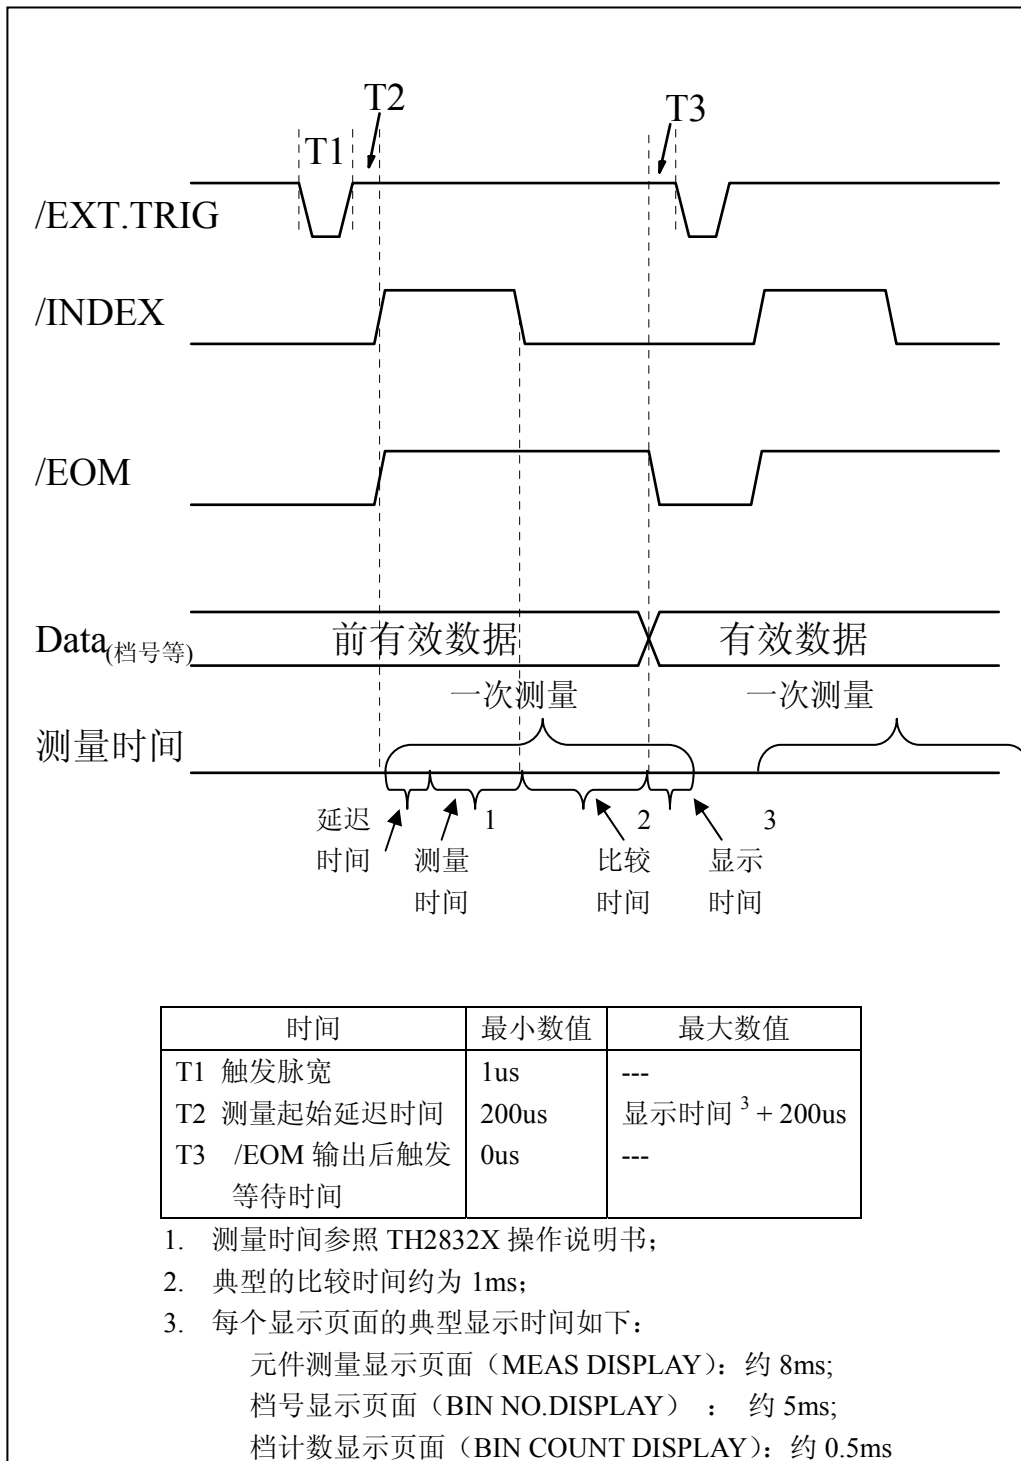 T2
T3
T1
/EXT.TRIG
/INDEX
/EOM
Data(档号等)
前有效数据
有效数据
一次测量
一次测量
测量时间
延迟
时间
1
测量
时间
2
比较
时间
3
显示
时间
时间 最小数值 最大数值
T1 触发脉宽 1us ---
T2 测量起始延迟时间 200us 显示时间 3 + 200us
T3 /EOM 输出后触发 0us ---
等待时间
1. 测量时间参照 TH2832X 操作说明书;
2. 典型的比较时间约为 1ms;
3. 每个显示页面的典型显示时间如下:
元件测量显示页面(MEAS DISPLAY):约 8ms;
档号显示页面(BIN NO.DISPLAY) : 约 5ms;
档计数显示页面(BIN COUNT DISPLAY):约 0.5ms